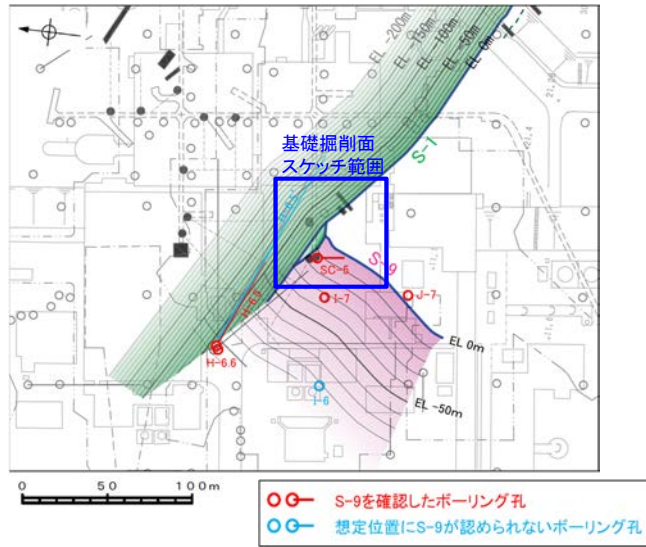 EL -200m
EL -150m
EL -100m
EL -50m
EL 0m
基礎掘削面
スケッチ範囲
S-1
S-9
SC-5
H-6.5
I-7
J-7
H-6.6
I-6
EL 0m
EL -50m
0 50 100m
S-9を確認したボーリング孔
想定位置にS-9が認められないボーリング孔